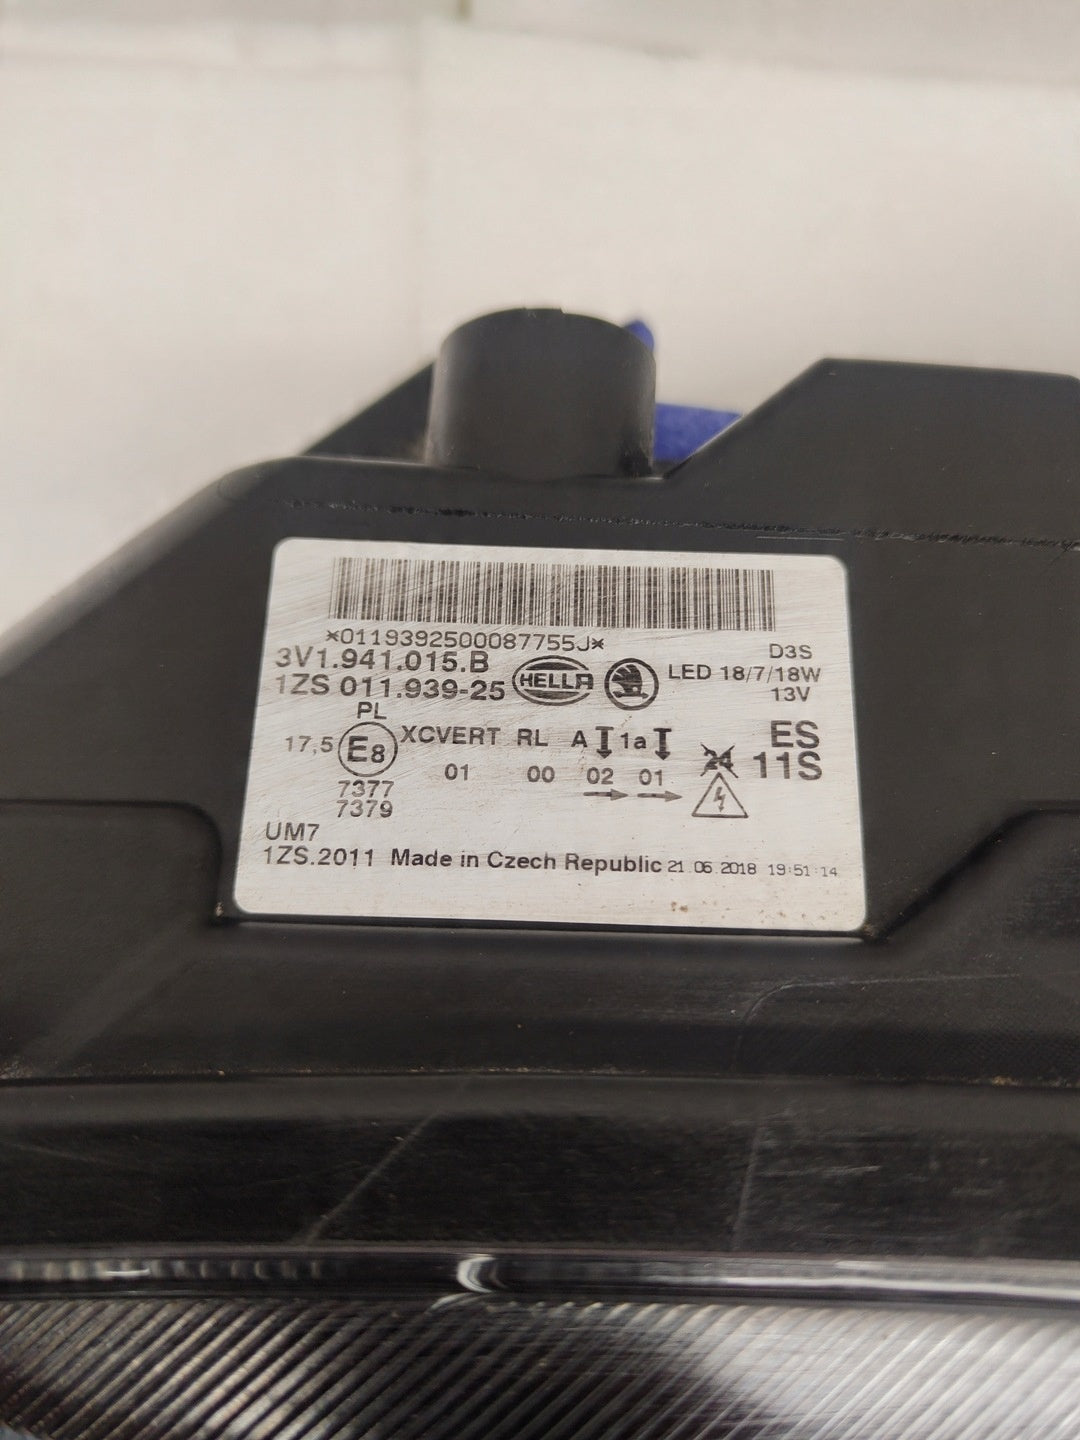 *0119392500087755J*
3V1.941.015.B
1ZS 011.939-25
HELLA
D3S
LED 18/7/18W
13V
PL
17,5 E8 XCVERT RL A 1a
01 00 02 01
7377
7379
24
ES
11S
UM7
1ZS.2011 Made in Czech Republic 21.06.2018 19:51:14